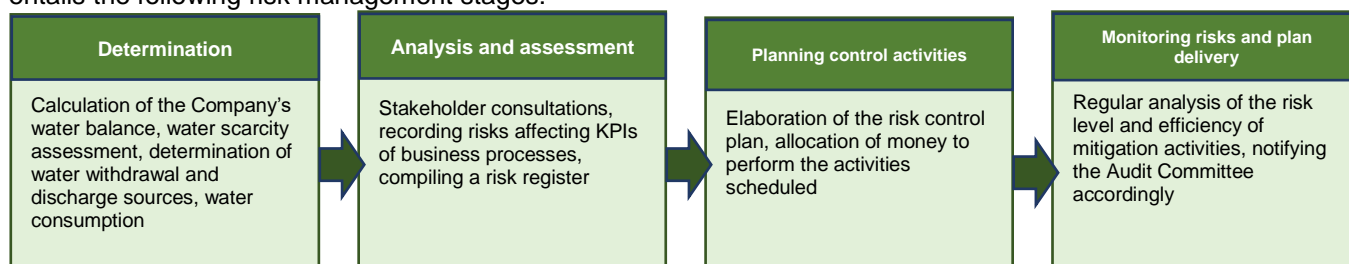 entails the following risk management stages:
Determination
Calculation of the Company's
water balance, water scarcity
assessment, determination of
water withdrawal and
discharge sources, water
consumption
Analysis and assessment
Stakeholder consultations,
recording risks affecting KPIs
of business processes,
compiling a risk register
Planning control activities
Elaboration of the risk control
plan, allocation of money to
perform the activities
scheduled
Monitoring risks and plan
delivery
Regular analysis of the risk
level and efficiency of
mitigation activities, notifying
the Audit Committee
accordingly